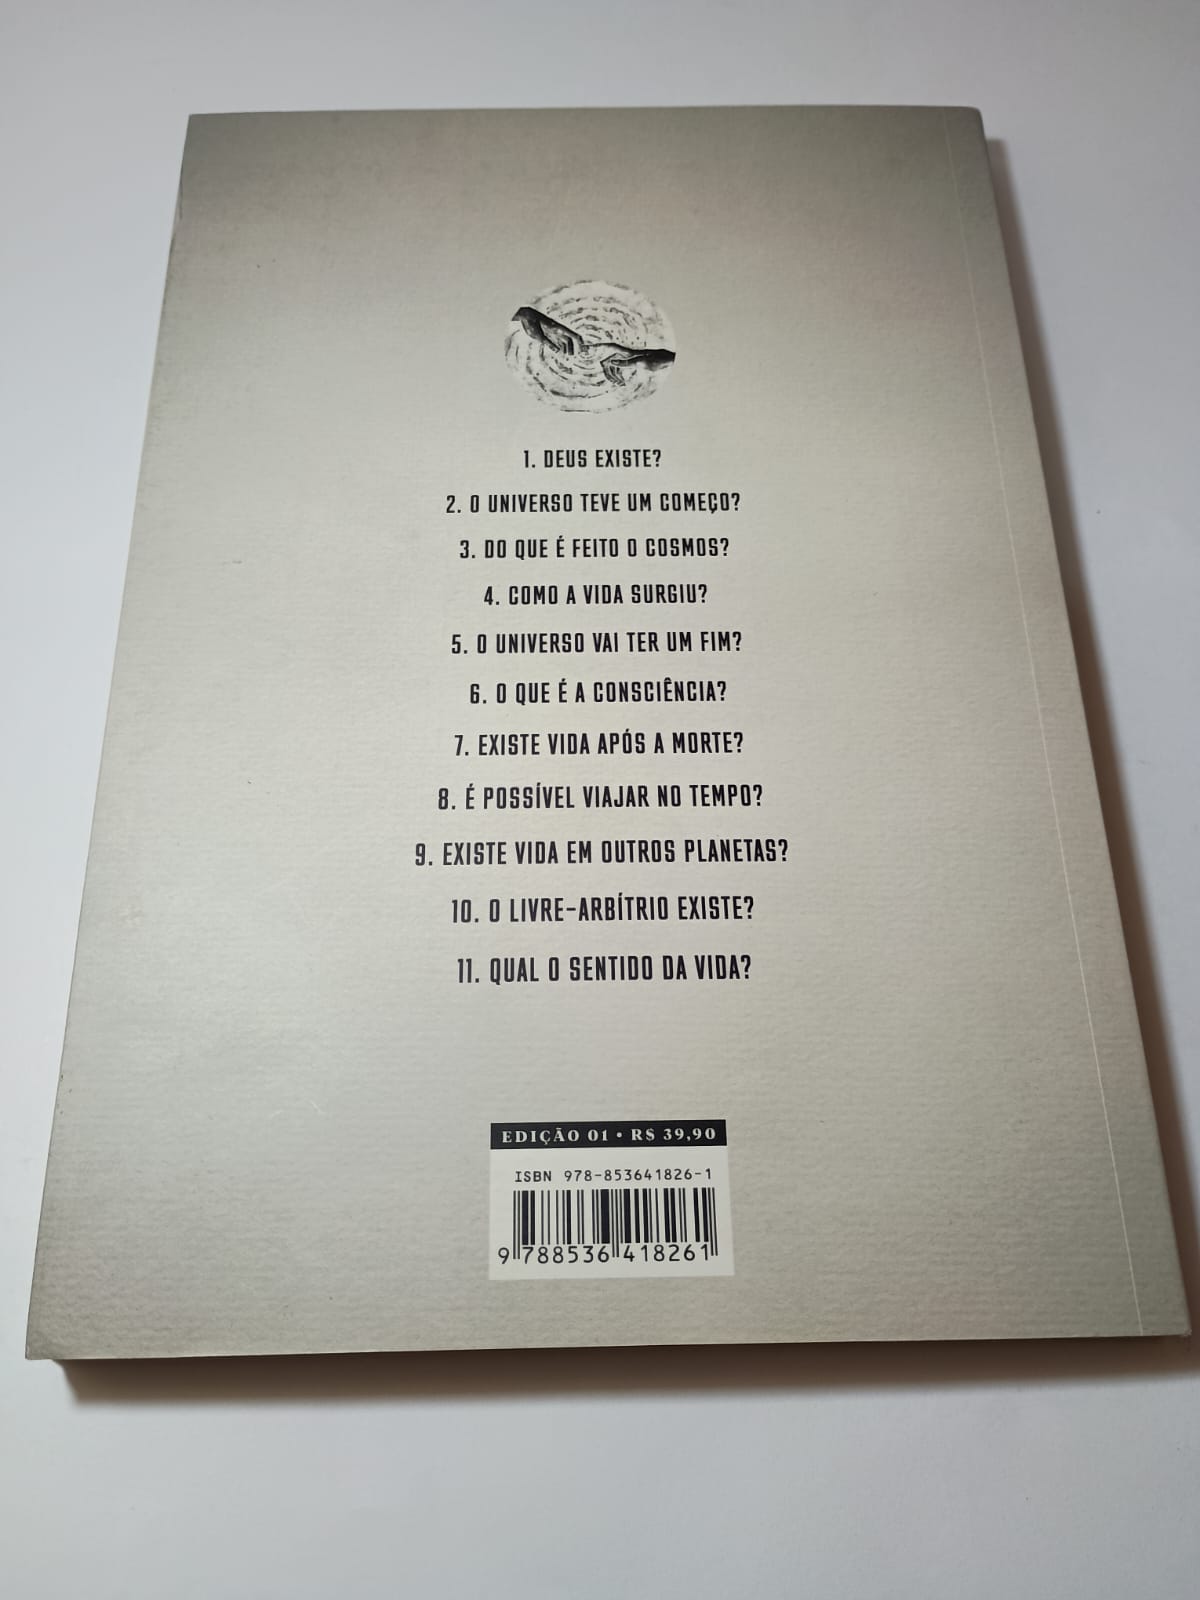 1. DEUS EXISTE?
2. O UNIVERSO TEVE UM COMEÇO?
3. DO QUE É FEITO O COSMOS?
4. COMO A VIDA SURGIU?
5. O UNIVERSO VAI TER UM FIM?
6. O QUE É A CONSCIÊNCIA?
7. EXISTE VIDA APÓS A MORTE?
8. É POSSÍVEL VIAJAR NO TEMPO?
9. EXISTE VIDA EM OUTROS PLANETAS?
10. O LIVRE-ARBÍTRIO EXISTE?
11. QUAL O SENTIDO DA VIDA?
EDIÇÃO 01 • R$ 39,90
ISBN 978-853641826-1
9 788536 418261